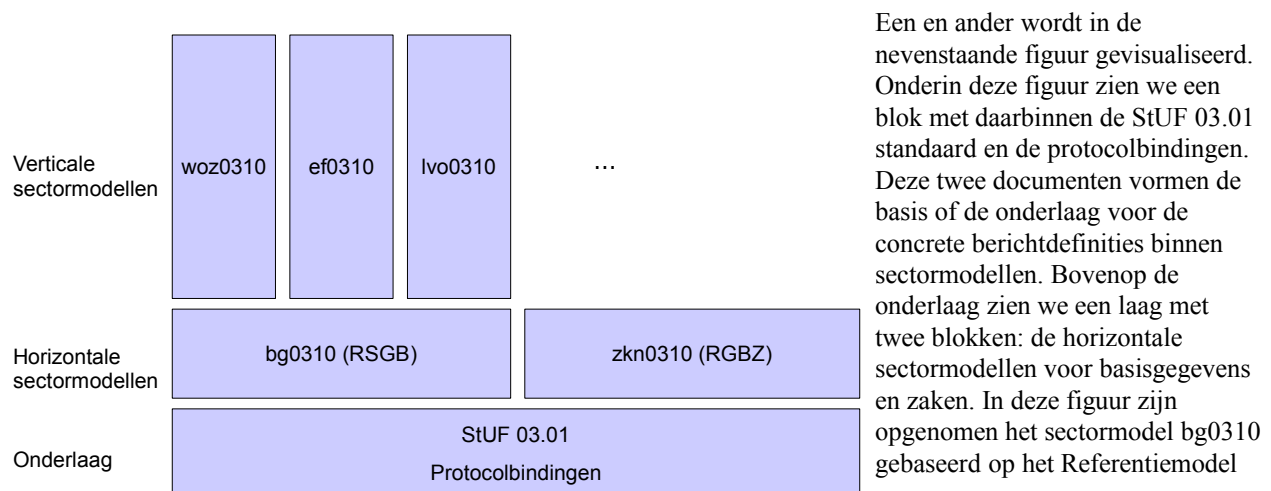 Verticale
sectormodellen
woz0310
ef0310
lvo0310
...
Horizontale
sectormodellen
bg0310 (RSGB)
zkn0310 (RGBZ)
Onderlaag
StUF 03.01
Protocolbindingen
Een en ander wordt in de
nevenstaande figuur gevisualiseerd.
Onderin deze figuur zien we een
blok met daarbinnen de StUF 03.01
standaard en de protocolbindingen.
Deze twee documenten vormen de
basis of de onderlaag voor de
concrete berichtdefinities binnen
sectormodellen. Bovenop de
onderlaag zien we een laag met
twee blokken: de horizontale
sectormodellen voor basisgegevens
en zaken. In deze figuur zijn
opgenomen het sectormodel bg0310
gebaseerd op het Referentiemodel